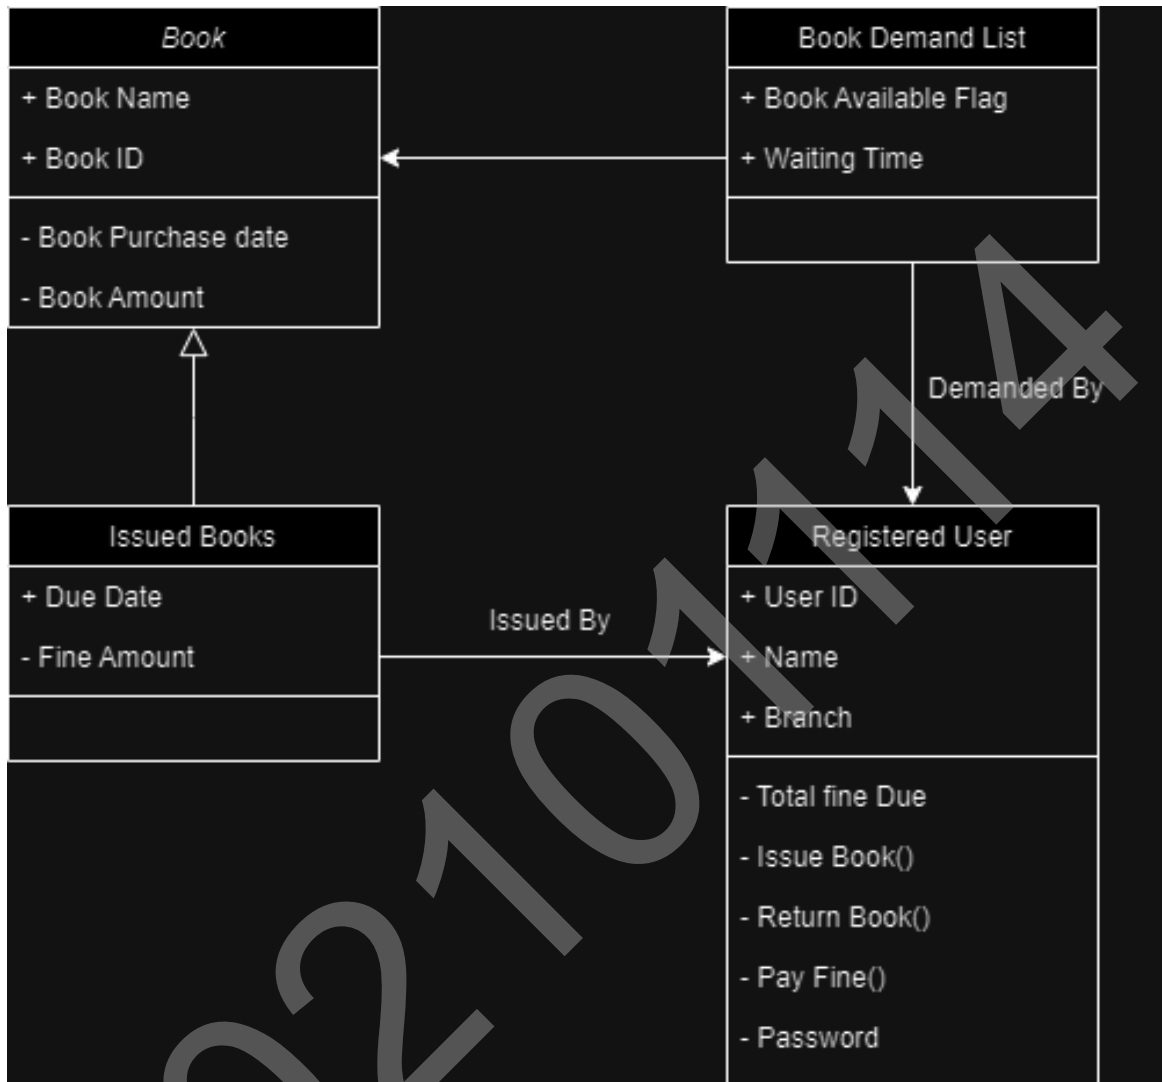 Book
+ Book Name
+ Book ID
- Book Purchase date
- Book Amount
Book Demand List
+ Book Available Flag
+ Waiting Time
Demanded By
Issued Books
+ Due Date
- Fine Amount
Issued By
Registered User
+ User ID
+ Name
+ Branch
- Total fine Due
- Issue Book()
- Return Book()
- Pay Fine()
- Password
02101114